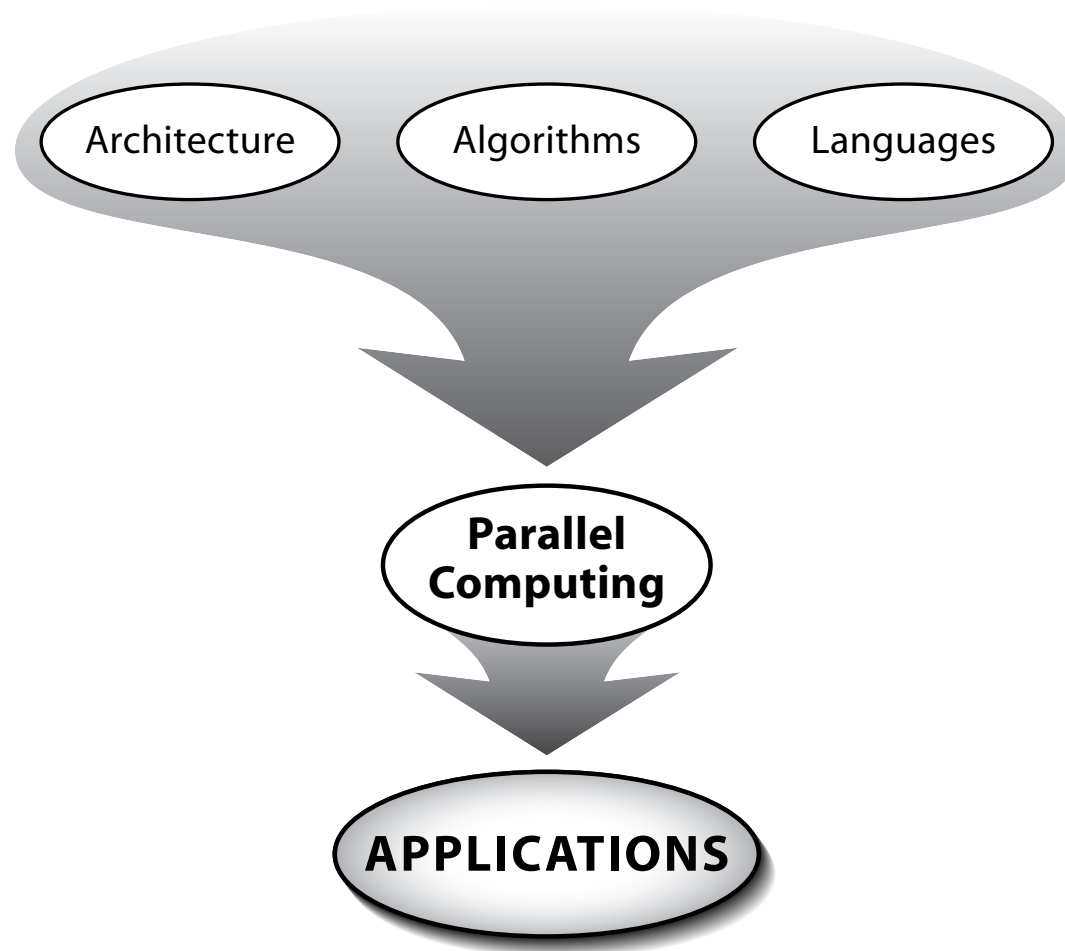 Architecture
Algorithms
Languages
Parallel
Computing
APPLICATIONS